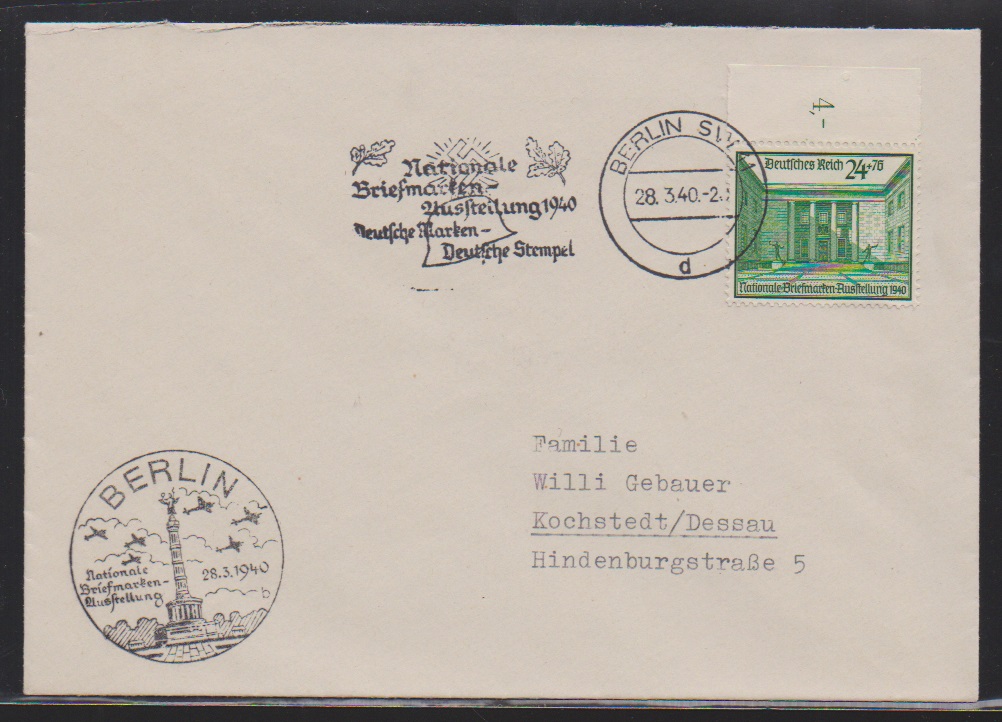 4,-
Nationale
Briefmarken-
Ausstellung 1940
Deutsche Marken-
Deutsche Stempel
BERLIN SW
28.3.40.-2
d
Deutsches Reich 24+76
Nationale Briefmarken-Ausstellung 1940
Familie
Willi Gebauer
Kochstedt/Dessau
Hindenburgstraße 5
BERLIN
Nationale
Briefmarken-
Ausstellung
28.3.1940
b